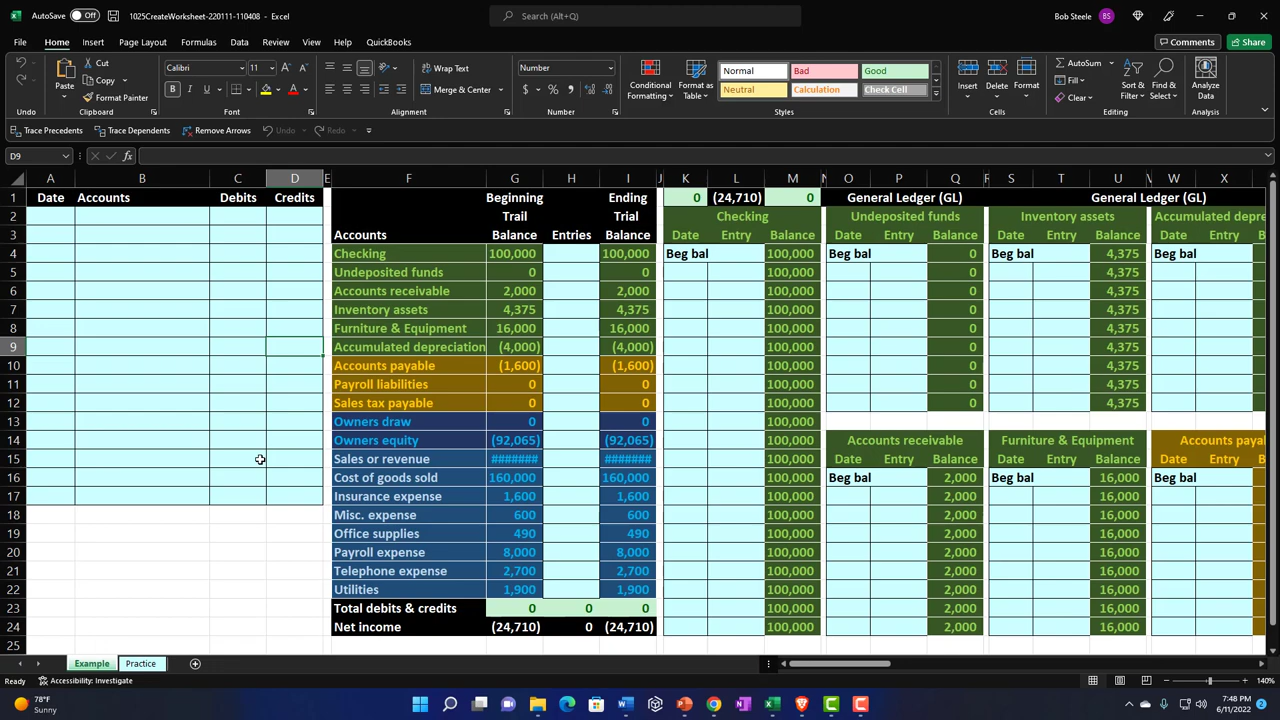 AutoSave Off 1025CreateWorksheet-220111-110408 - Excel Search (Alt+Q) Bob Steele BS
File Home Insert Page Layout Formulas Data Review View Help QuickBooks Comments Share
Paste Cut Copy Format Painter Calibri 11 Wrap Text Merge & Center Number Conditional Formatting Format as Table Normal Bad Good Neutral Calculation Check Cell Insert Delete Format AutoSum Fill Clear Sort & Filter Find & Select Analyze Data
Undo Clipboard Font Alignment Number Styles Cells Editing Analysis
Trace Precedents Trace Dependents Remove Arrows Undo Redo
D9 fx
A B C D E F G H I J K L M N O P Q R S T U V W X
1 Date Accounts Debits Credits Beginning Ending 0 (24,710) 0 General Ledger (GL) General Ledger (GL)
2 Trail Trial Checking Undeposited funds Inventory assets Accumulated depre
3 Accounts Balance Entries Balance Date Entry Balance Date Entry Balance Date Entry Balance Date Entry
4 Checking 100,000 100,000 Beg bal 100,000 Beg bal 0 Beg bal 4,375 Beg bal
5 Undeposited funds 0 0 100,000 0 4,375
6 Accounts receivable 2,000 2,000 100,000 0 4,375
7 Inventory assets 4,375 4,375 100,000 0 4,375
8 Furniture & Equipment 16,000 16,000 100,000 0 4,375
9 Accumulated depreciation (4,000) (4,000) 100,000 0 4,375
10 Accounts payable (1,600) (1,600) 100,000 0 4,375
11 Payroll liabilities 0 0 100,000 0 4,375
12 Sales tax payable 0 0 100,000 0 4,375
13 Owners draw 0 0 100,000
14 Owners equity (92,065) (92,065) 100,000 Accounts receivable Furniture & Equipment Accounts paya
15 Sales or revenue ####### ####### 100,000 Date Entry Balance Date Entry Balance Date Entry B
16 Cost of goods sold 160,000 160,000 100,000 Beg bal 2,000 Beg bal 16,000 Beg bal
17 Insurance expense 1,600 1,600 100,000 2,000 16,000
18 Misc. expense 600 600 100,000 2,000 16,000
19 Office supplies 490 490 100,000 2,000 16,000
20 Payroll expense 8,000 8,000 100,000 2,000 16,000
21 Telephone expense 2,700 2,700 100,000 2,000 16,000
22 Utilities 1,900 1,900 100,000 2,000 16,000
23 Total debits & credits 0 0 0 100,000 2,000 16,000
24 Net income (24,710) 0 (24,710) 100,000 2,000 16,000
25
Example Practice
Ready Accessibility: Investigate 140%
78°F
Sunny
7:48 PM
6/11/2022